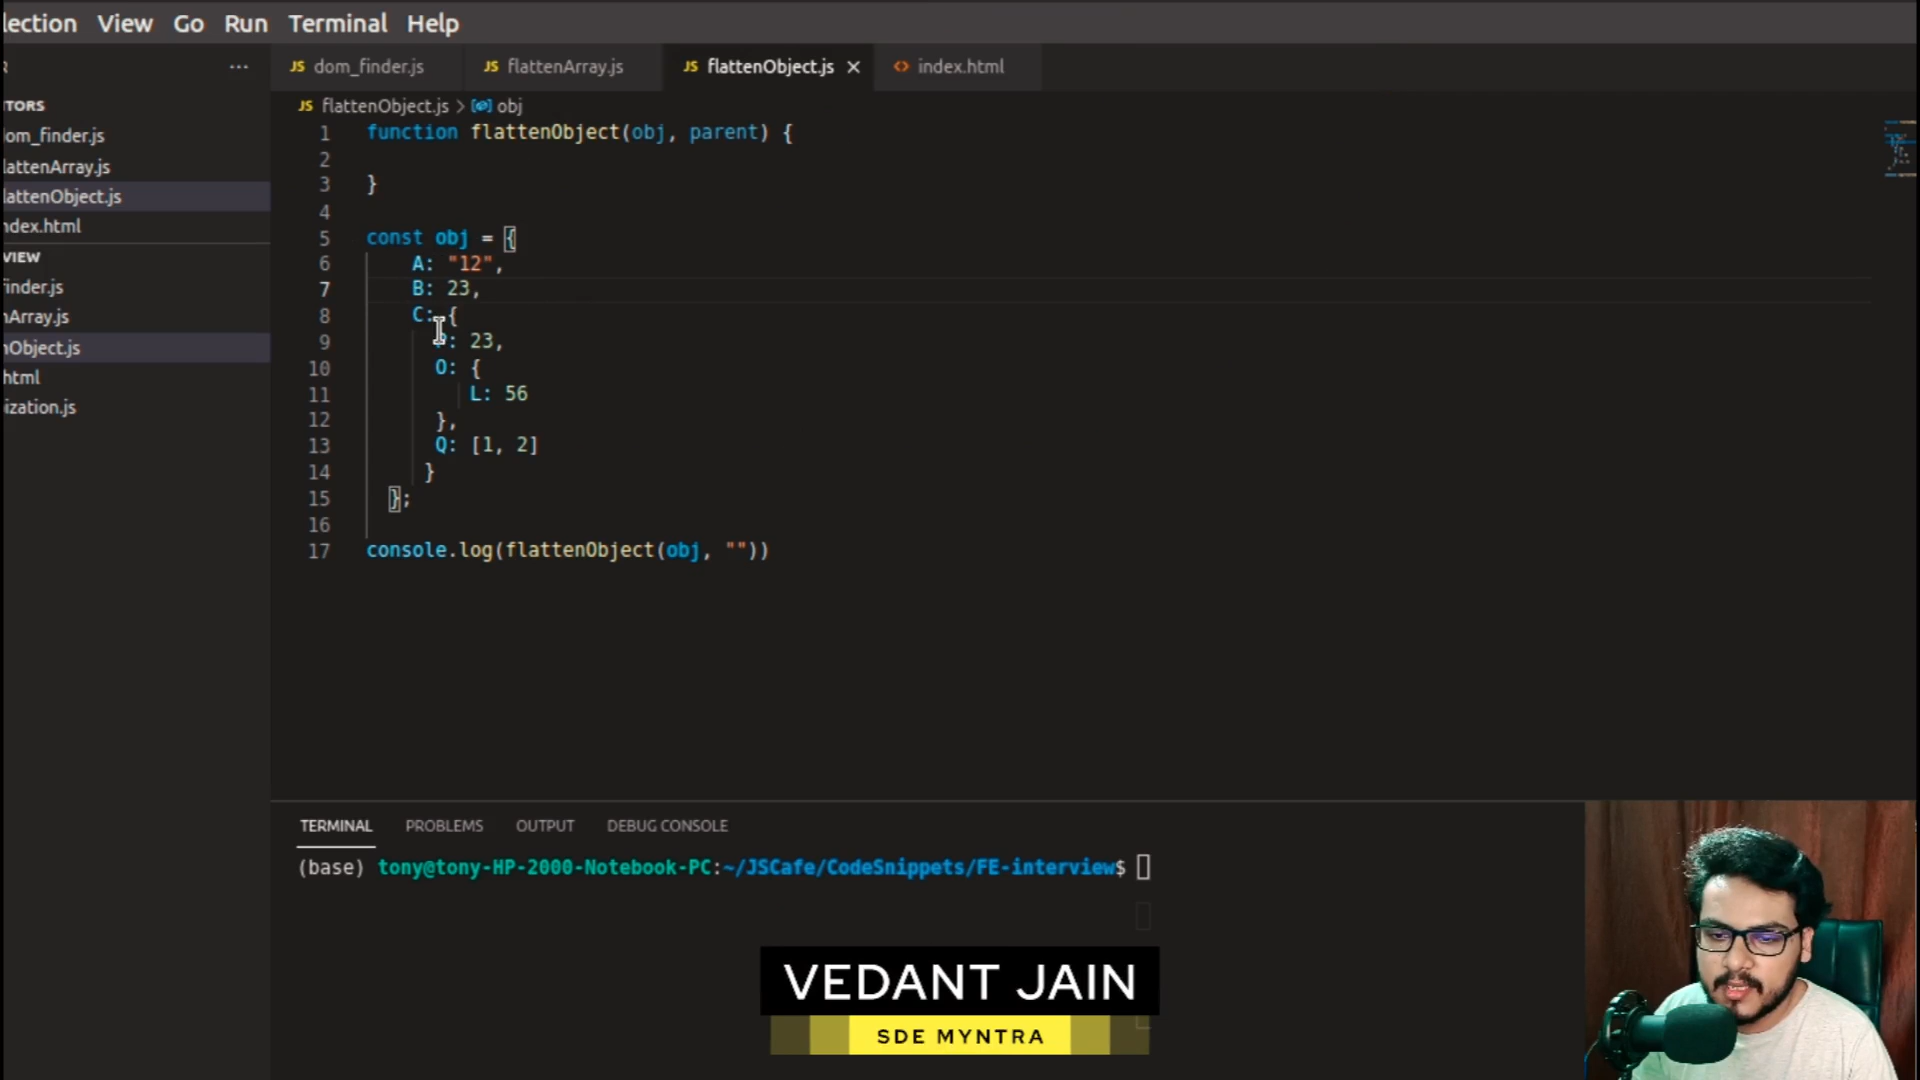 lection View Go Run Terminal Help
R ... JS dom_finder.js JS flattenArray.js JS flattenObject.js × <> index.html
TORS
JS flattenObject.js > obj
om_finder.js
lattenArray.js
lattenObject.js
ndex.html
VIEW
inder.js
nArray.js
nObject.js
html
ization.js
1 function flattenObject(obj, parent) {
2
3 }
4
5 const obj = {
6 A: "12",
7 B: 23,
8 C: {
9 : 23,
10 O: {
11 L: 56
12 },
13 Q: [1, 2]
14 }
15 };
16
17 console.log(flattenObject(obj, ""))
TERMINAL PROBLEMS OUTPUT DEBUG CONSOLE
(base) tony@tony-HP-2000-Notebook-PC:~/JSCafe/CodeSnippets/FE-interview$
VEDANT JAIN
SDE MYNTRA